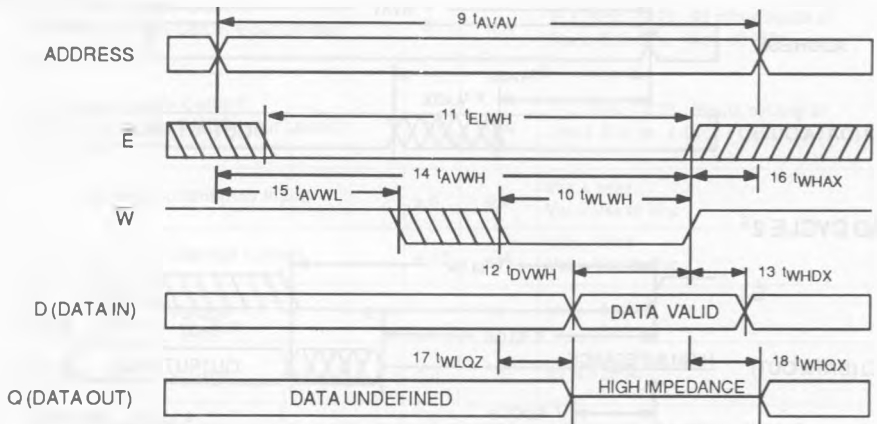 9 tAVAV
ADDRESS
11 tELWH
E
14 tAVWH
16 tWHAX
15 tAVWL
10 tWLWH
W
12 tDVWH
13 tWHDX
D (DATA IN)
DATA VALID
17 tWLQZ
18 tWHQX
HIGH IMPEDANCE
Q (DATA OUT)
DATA UNDEFINED